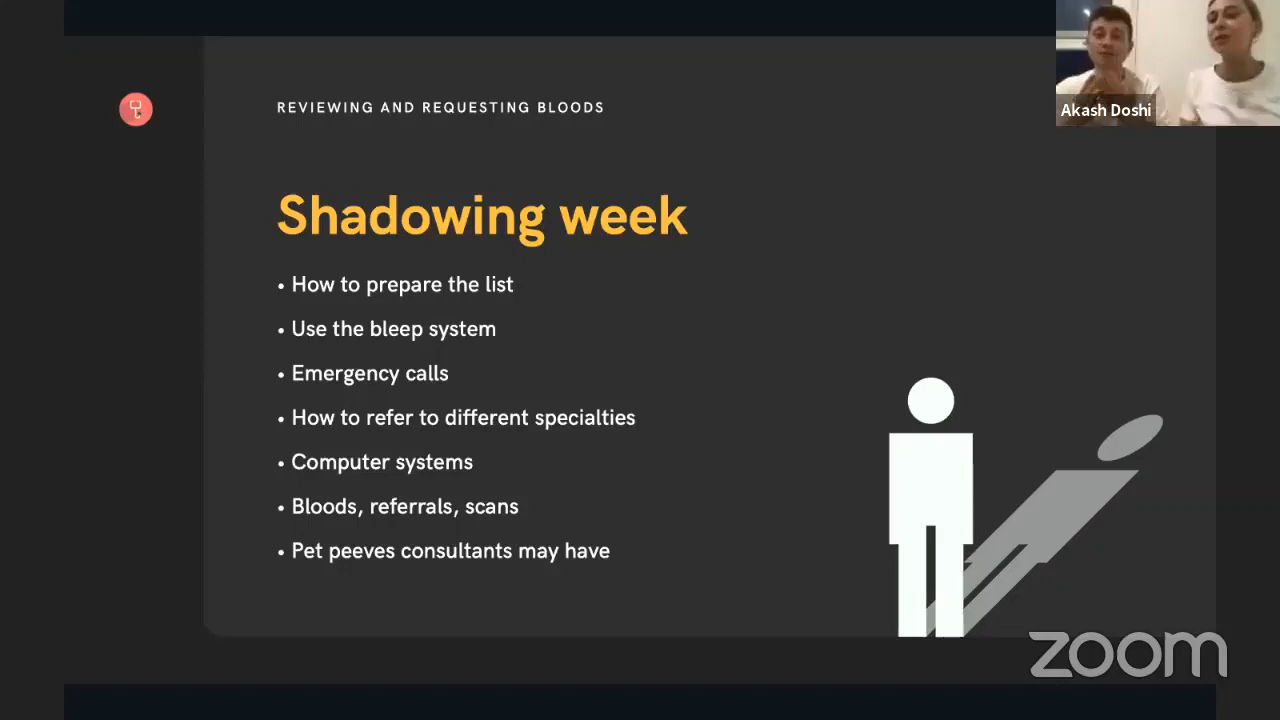 REVIEWING AND REQUESTING BLOODS
Akash Doshi
Shadowing week
• How to prepare the list
• Use the bleep system
• Emergency calls
• How to refer to different specialties
• Computer systems
• Bloods, referrals, scans
• Pet peeves consultants may have
zoom